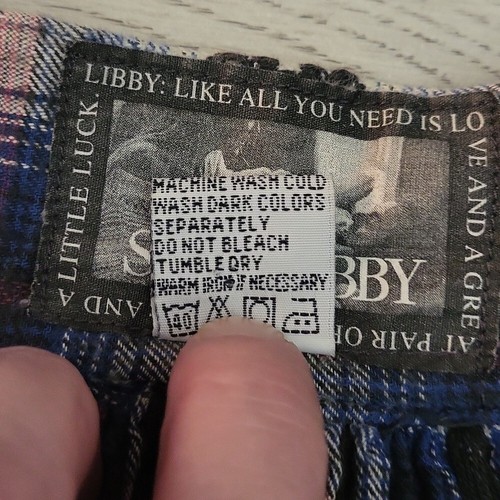 LIBBY: LIKE ALL YOU NEED IS LO
VE AND A GRE
AT PAIR OF
AND A
LITTLE LUCK.
S
BBY
MACHINE WASH COLD
WASH DARK COLORS
SEPARATELY
DO NOT BLEACH
TUMBLE DRY
WARM IRON IF NECESSARY
40